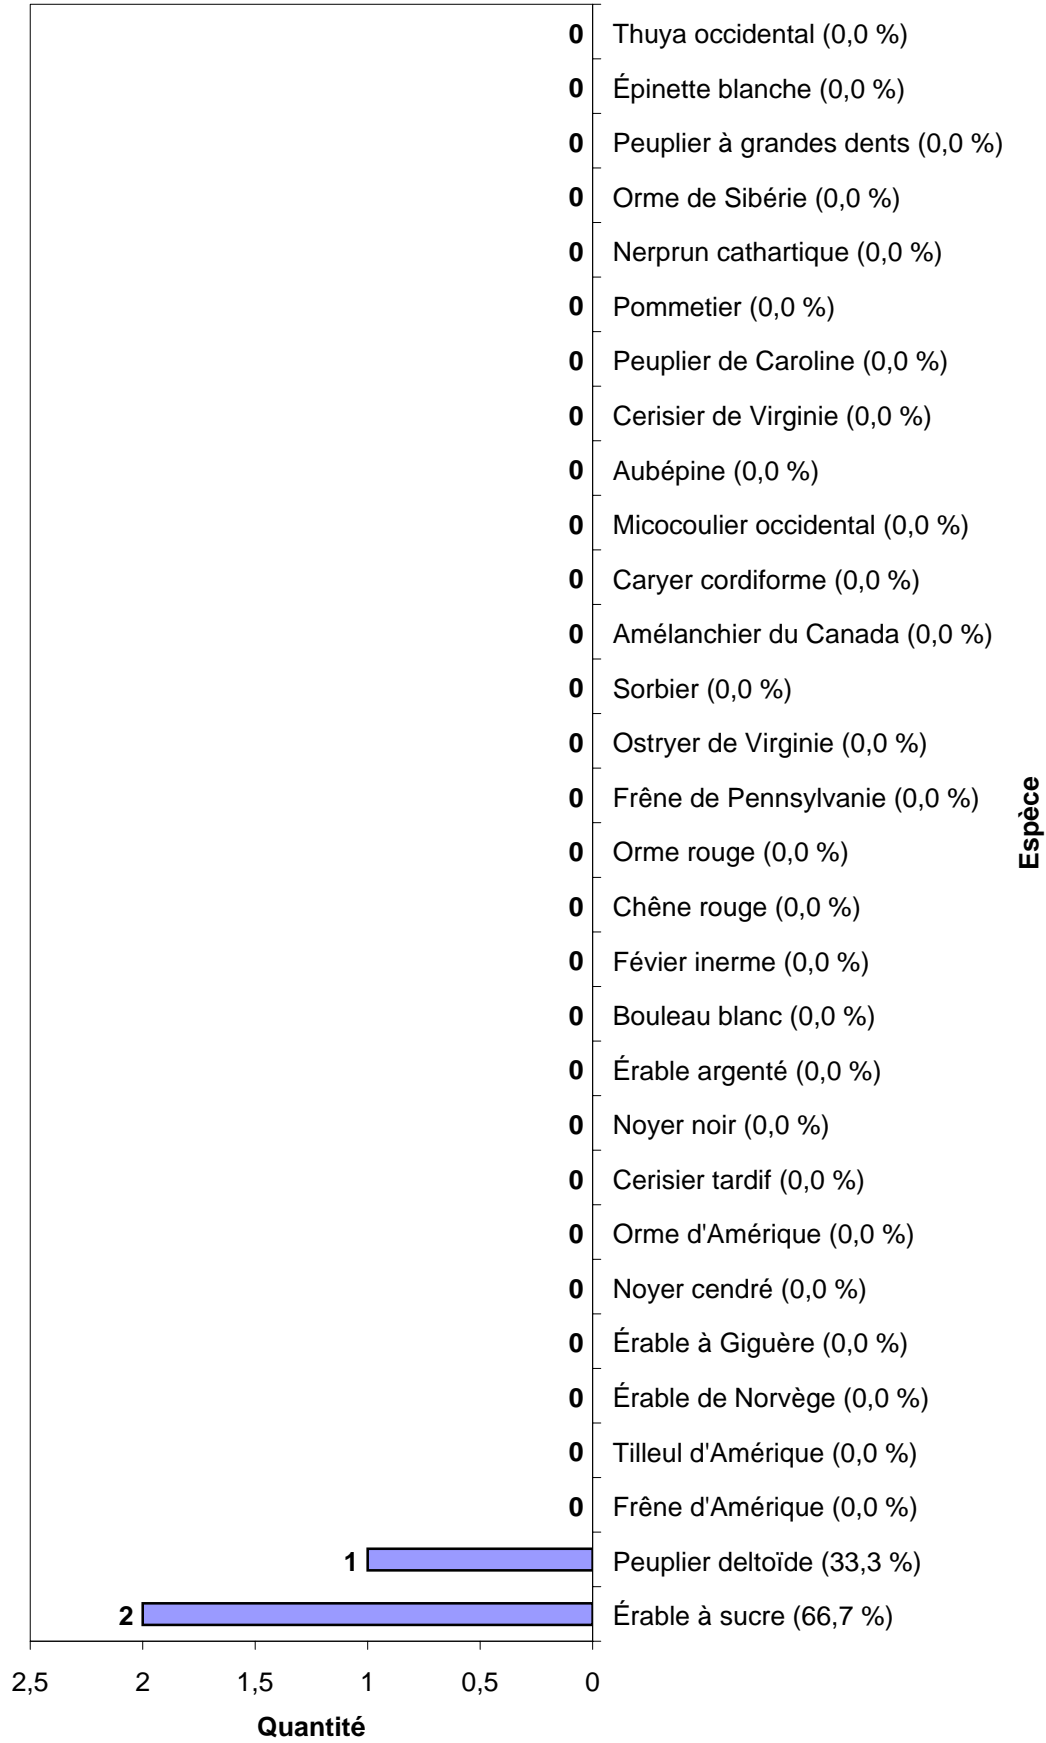 0 Thuya occidental (0,0 %)
0 Épinette blanche (0,0 %)
0 Peuplier à grandes dents (0,0 %)
0 Orme de Sibérie (0,0 %)
0 Nerprun cathartique (0,0 %)
0 Pommetier (0,0 %)
0 Peuplier de Caroline (0,0 %)
0 Cerisier de Virginie (0,0 %)
0 Aubépine (0,0 %)
0 Micocoulier occidental (0,0 %)
0 Caryer cordiforme (0,0 %)
0 Amélanchier du Canada (0,0 %)
0 Sorbier (0,0 %)
0 Ostryer de Virginie (0,0 %)
0 Frêne de Pennsylvanie (0,0 %)
0 Orme rouge (0,0 %)
0 Chêne rouge (0,0 %)
0 Févier inerme (0,0 %)
0 Bouleau blanc (0,0 %)
0 Érable argenté (0,0 %)
0 Noyer noir (0,0 %)
0 Cerisier tardif (0,0 %)
0 Orme d'Amérique (0,0 %)
0 Noyer cendré (0,0 %)
0 Érable à Giguère (0,0 %)
0 Érable de Norvège (0,0 %)
0 Tilleul d'Amérique (0,0 %)
0 Frêne d'Amérique (0,0 %)
1 Peuplier deltoïde (33,3 %)
2 Érable à sucre (66,7 %)
Espèce
2,5 2 1,5 1 0,5 0
Quantité